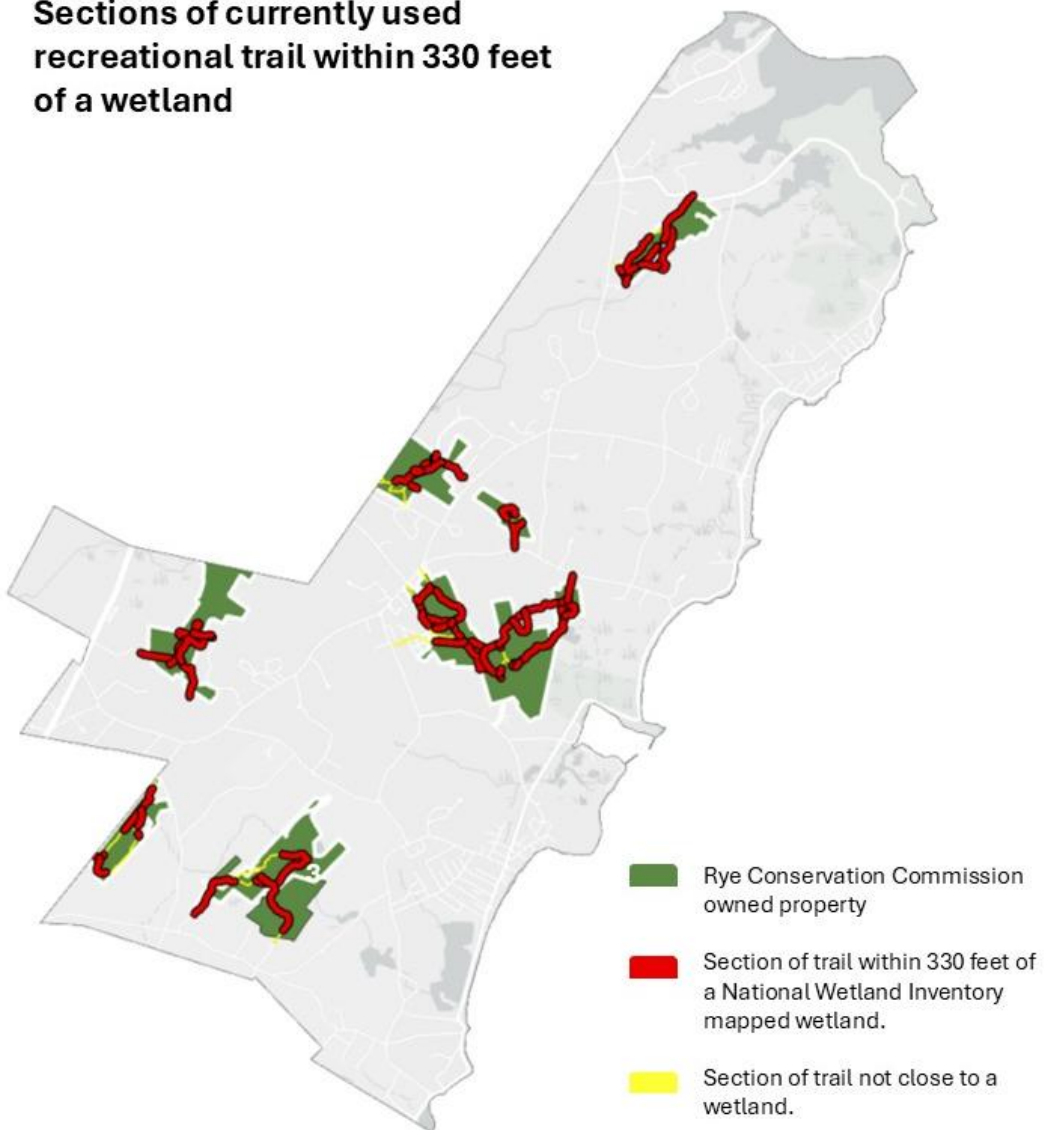 Sections of currently used
recreational trail within 330 feet
of a wetland
3
Rye Conservation Commission
owned property
Section of trail within 330 feet of
a National Wetland Inventory
mapped wetland.
Section of trail not close to a
wetland.